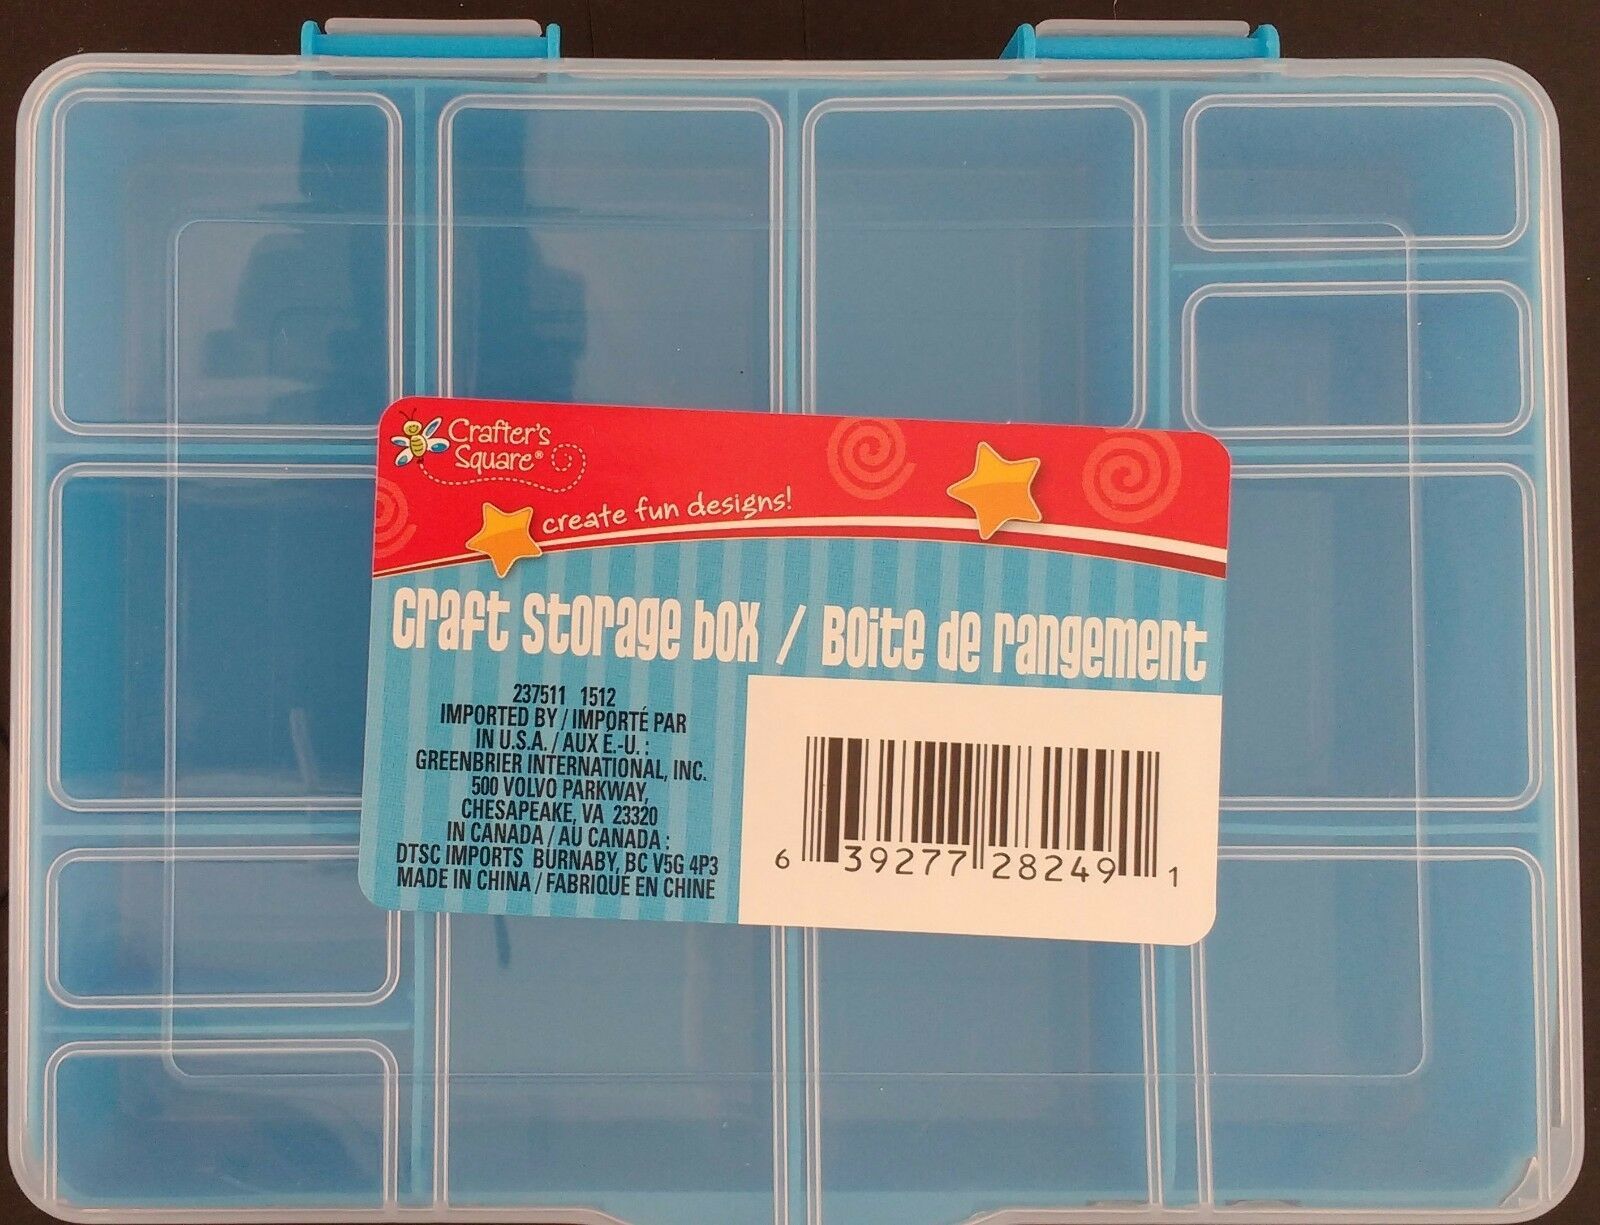 Crafter's
Square®
create fun designs!
Craft Storage Box / Boite de rangement
237511 1512
IMPORTED BY / IMPORTÉ PAR
IN U.S.A. / AUX É.-U. :
GREENBRIER INTERNATIONAL, INC.
500 VOLVO PARKWAY,
CHESAPEAKE, VA 23320
IN CANADA / AU CANADA :
DTSC IMPORTS BURNABY, BC V5G 4P3
MADE IN CHINA / FABRIQUÉ EN CHINE
6 39277 28249 1